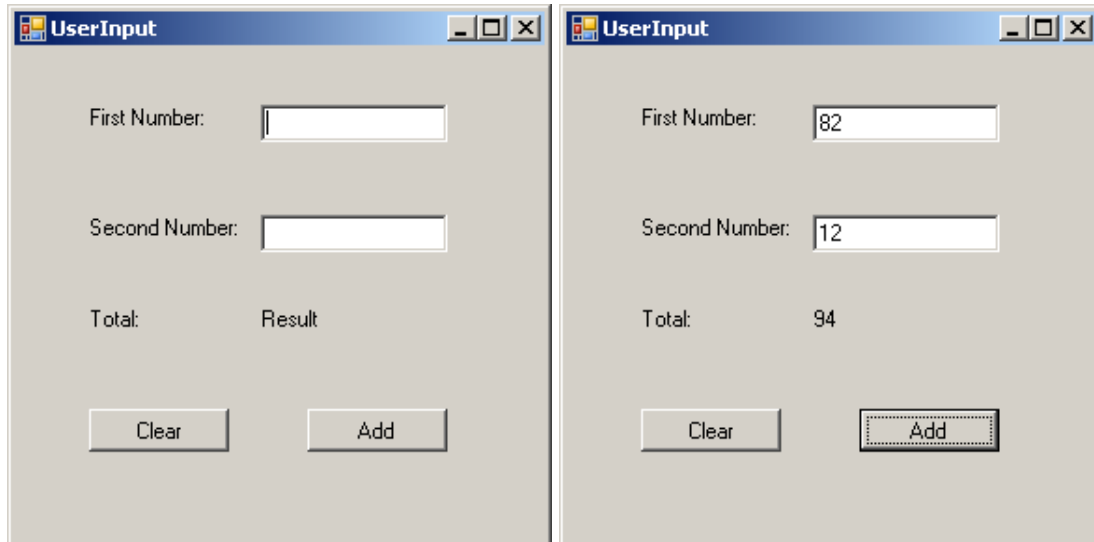 UserInput
First Number:
Second Number:
Total: Result
Clear Add
UserInput
First Number: 82
Second Number: 12
Total: 94
Clear Add